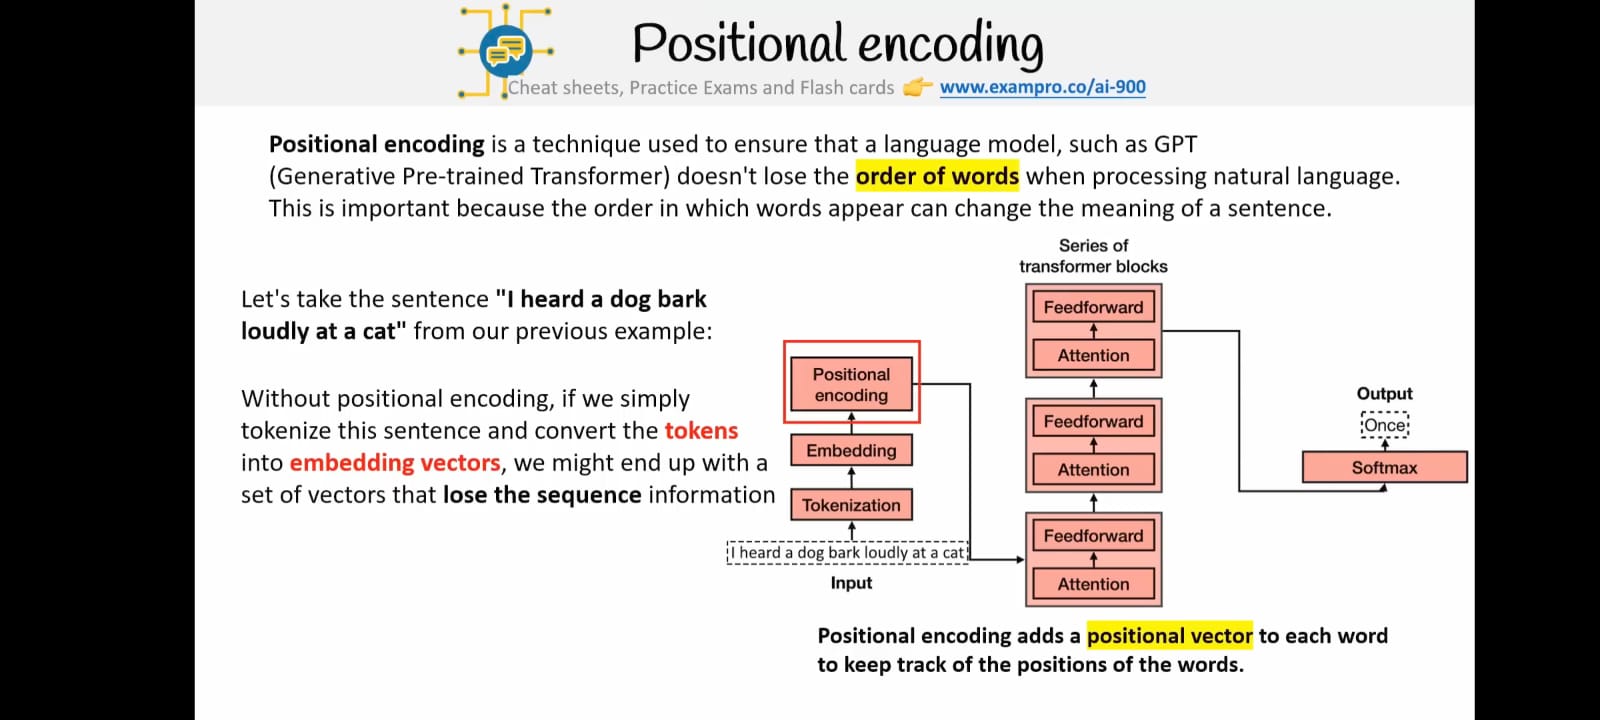 Positional encoding
Cheat sheets, Practice Exams and Flash cards 👉 www.exampro.co/ai-900
Positional encoding is a technique used to ensure that a language model, such as GPT
(Generative Pre-trained Transformer) doesn't lose the order of words when processing natural language.
This is important because the order in which words appear can change the meaning of a sentence.
Let's take the sentence "I heard a dog bark
loudly at a cat" from our previous example:
Without positional encoding, if we simply
tokenize this sentence and convert the tokens
into embedding vectors, we might end up with a
set of vectors that lose the sequence information
Positional
encoding
Embedding
Tokenization
I heard a dog bark loudly at a cat
Input
Series of
transformer blocks
Feedforward
Attention
Feedforward
Attention
Feedforward
Attention
Output
Once
Softmax
Positional encoding adds a positional vector to each word
to keep track of the positions of the words.